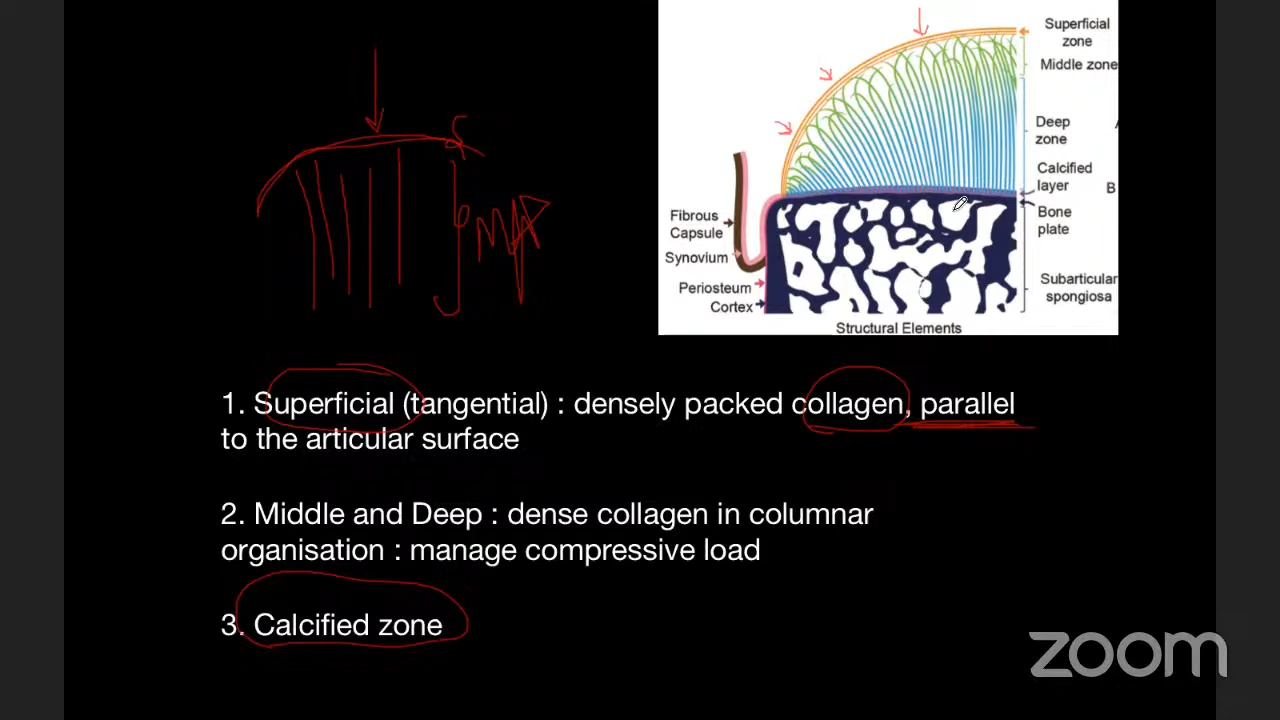 Superficial
zone
Middle zone
Deep
zone
Calcified
layer
B
Bone
plate
Fibrous
Capsule
Synovium
Periosteum
Cortex
Subarticular
spongiosa
Structural Elements
1. Superficial (tangential) : densely packed collagen, parallel
to the articular surface
2. Middle and Deep : dense collagen in columnar
organisation : manage compressive load
3. Calcified zone
zoom